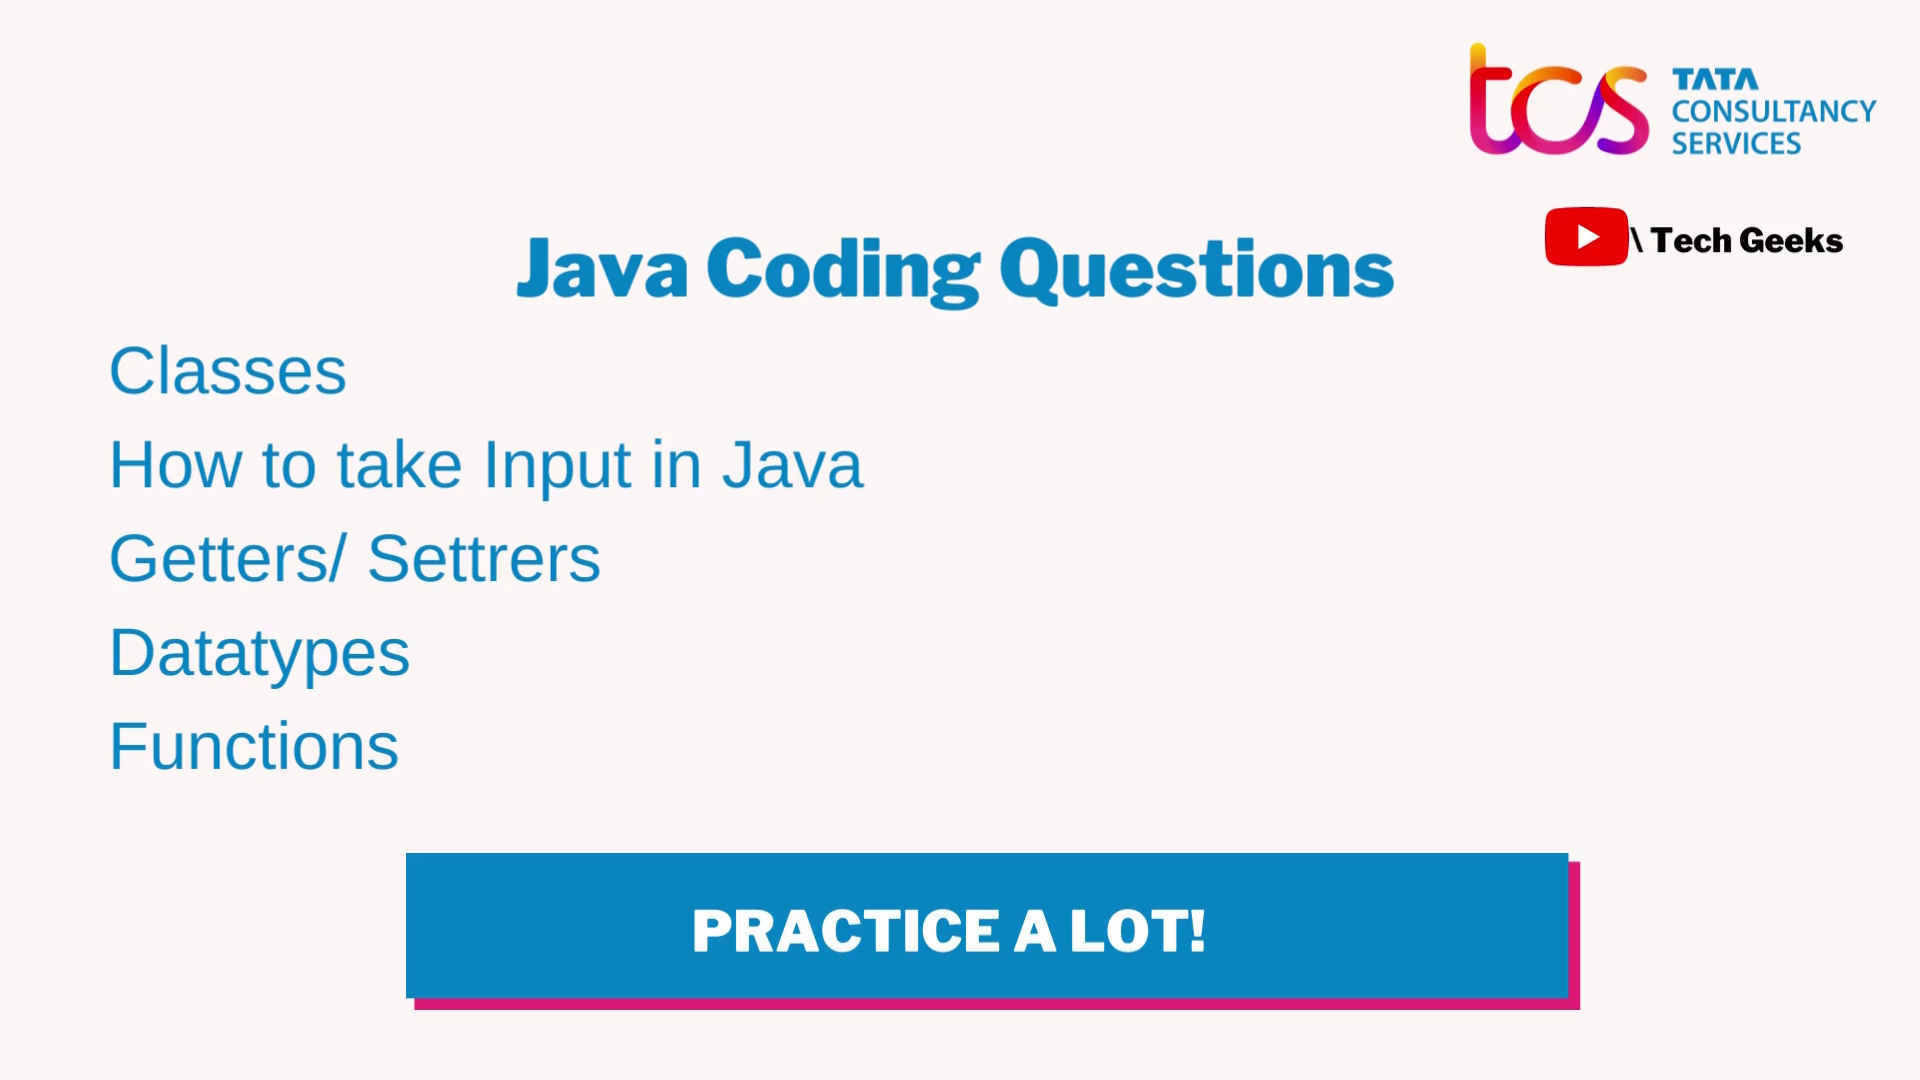 tcs
TATA
CONSULTANCY
SERVICES
\ Tech Geeks
Java Coding Questions
Classes
How to take Input in Java
Getters/ Settrers
Datatypes
Functions
PRACTICE A LOT!